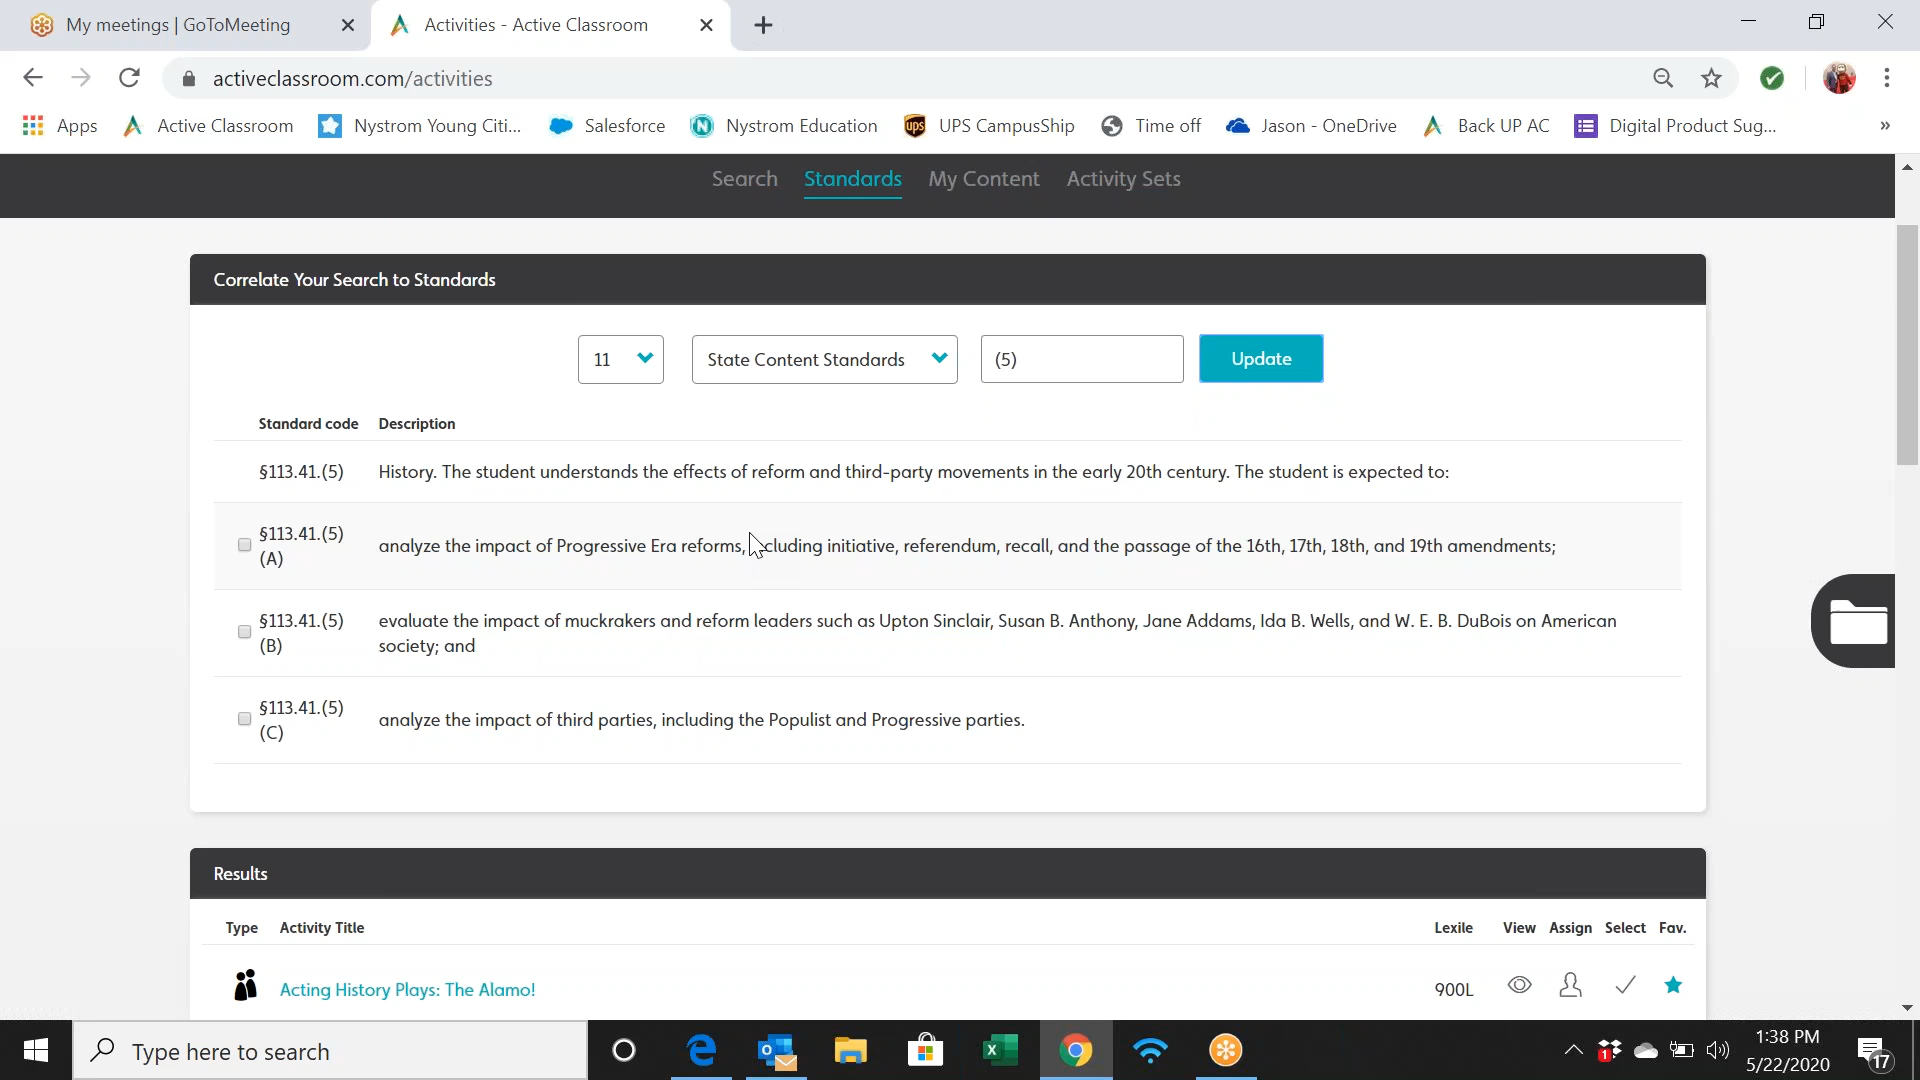 My meetings | GoToMeeting
Activities - Active Classroom
activeclassroom.com/activities
Apps
Active Classroom
Nystrom Young Citi...
Salesforce
Nystrom Education
ups
UPS CampusShip
Time off
Jason - OneDrive
Back UP AC
Digital Product Sug...
»
Search
Standards
My Content
Activity Sets
Correlate Your Search to Standards
11
State Content Standards
(5)
Update
Standard code
Description
§113.41.(5)
History. The student understands the effects of reform and third-party movements in the early 20th century. The student is expected to:
§113.41.(5)
(A)
analyze the impact of Progressive Era reforms, including initiative, referendum, recall, and the passage of the 16th, 17th, 18th, and 19th amendments;
§113.41.(5)
(B)
evaluate the impact of muckrakers and reform leaders such as Upton Sinclair, Susan B. Anthony, Jane Addams, Ida B. Wells, and W. E. B. DuBois on American
society; and
§113.41.(5)
(C)
analyze the impact of third parties, including the Populist and Progressive parties.
Results
Type
Activity Title
Lexile
View
Assign
Select
Fav.
Acting History Plays: The Alamo!
900L
Type here to search
1
1:38 PM
5/22/2020
17